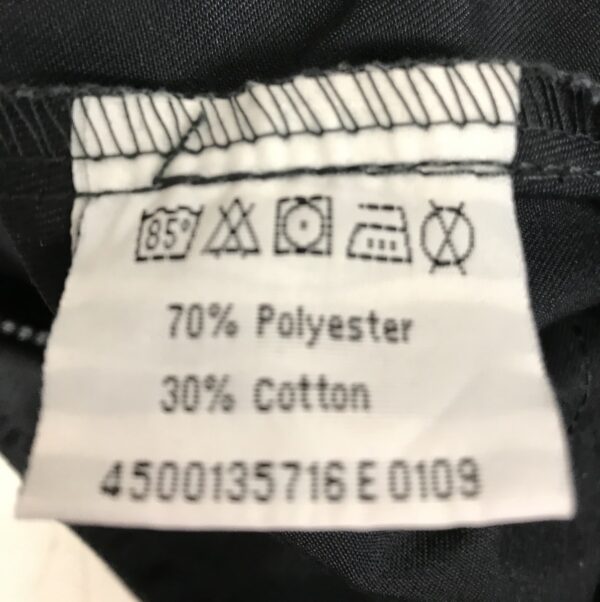 85°
70% Polyester
30% Cotton
4500135716 E 0109